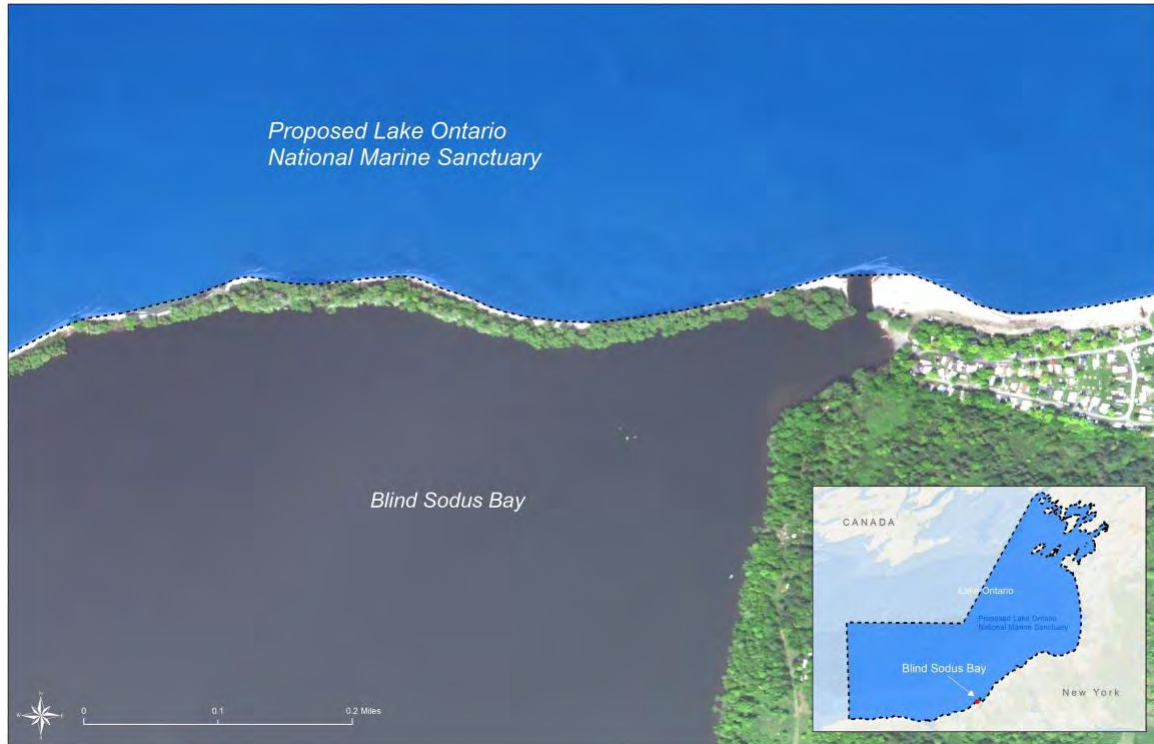 Proposed Lake Ontario
National Marine Sanctuary
Blind Sodus Bay
CANADA
Lake Ontario
Proposed Lake Ontario
National Marine Sanctuary
Blind Sodus Bay
New York
N
W
E
S
0
0.1
0.2 Miles